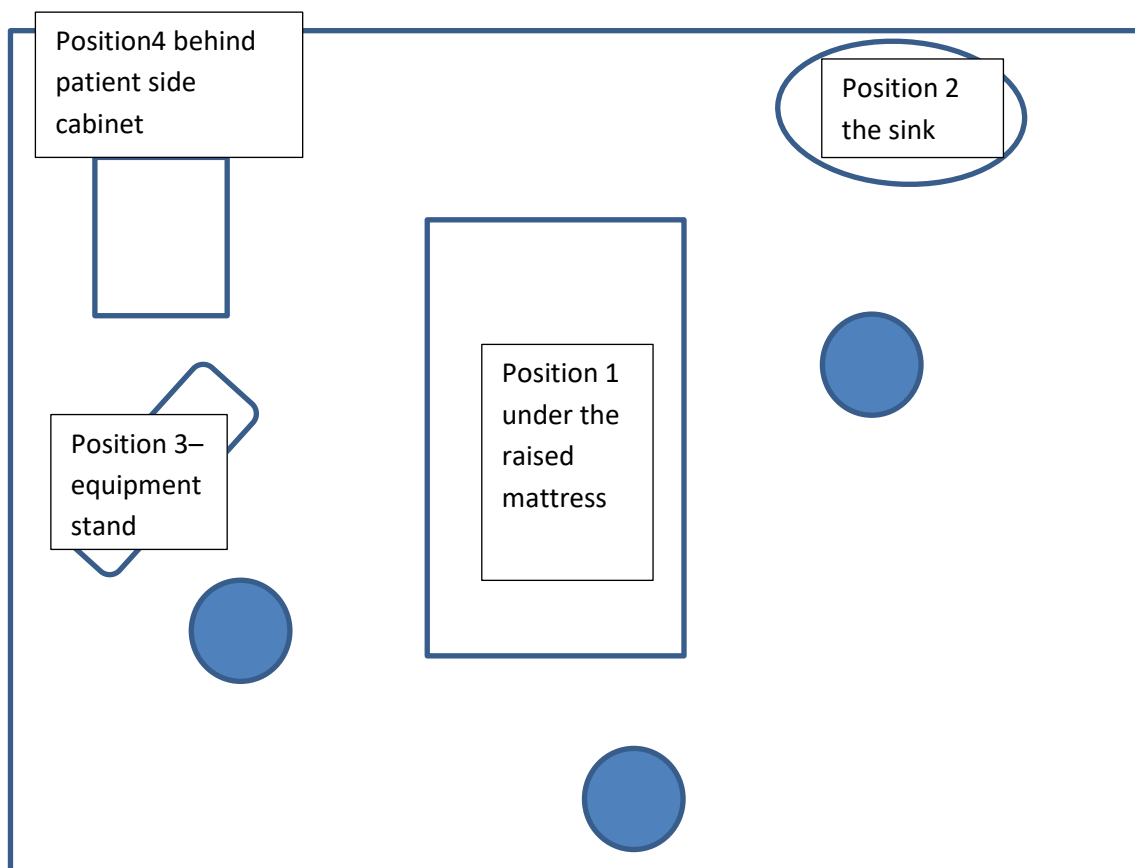 Position4 behind
patient side
cabinet
Position 2
the sink
Position 1
under the
raised
mattress
Position 3–
equipment
stand